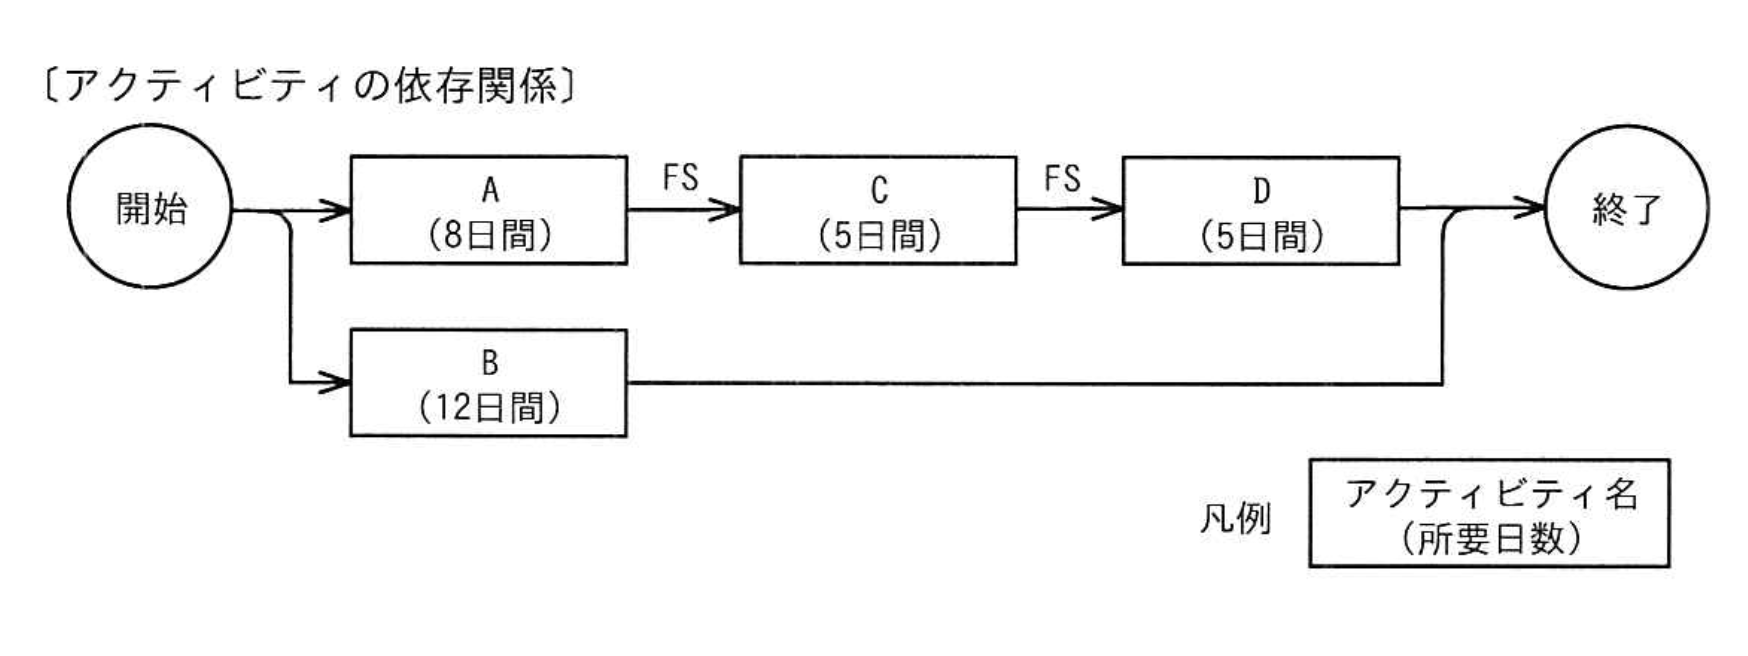 〔アクティビティの依存関係〕
開始
A
(8日間)
FS
C
(5日間)
FS
D
(5日間)
終了
B
(12日間)
凡例
アクティビティ名
(所要日数)